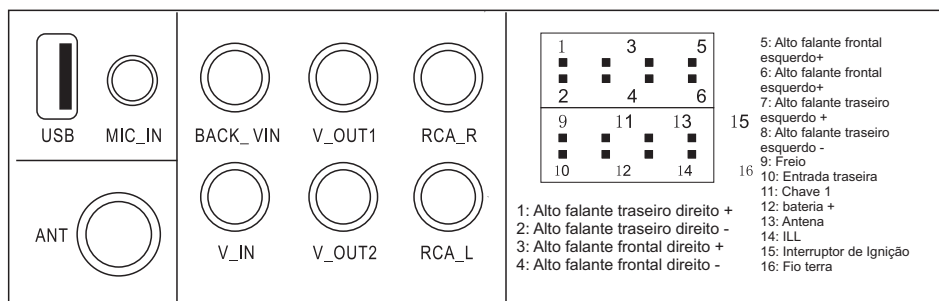 USB
MIC_IN
BACK_VIN
V_OUT1
RCA_R
ANT
V_IN
V_OUT2
RCA_L
1 3 5
2 4 6
9 11 13 15
10 12 14 16
1: Alto falante traseiro direito +
2: Alto falante traseiro direito -
3: Alto falante frontal direito +
4: Alto falante frontal direito -
5: Alto falante frontal
esquerdo+
6: Alto falante frontal
esquerdo+
7: Alto falante traseiro
esquerdo +
8: Alto falante traseiro
esquerdo -
9: Freio
10: Entrada traseira
11: Chave 1
12: bateria +
13: Antena
14: ILL
15: Interruptor de Ignição
16: Fio terra